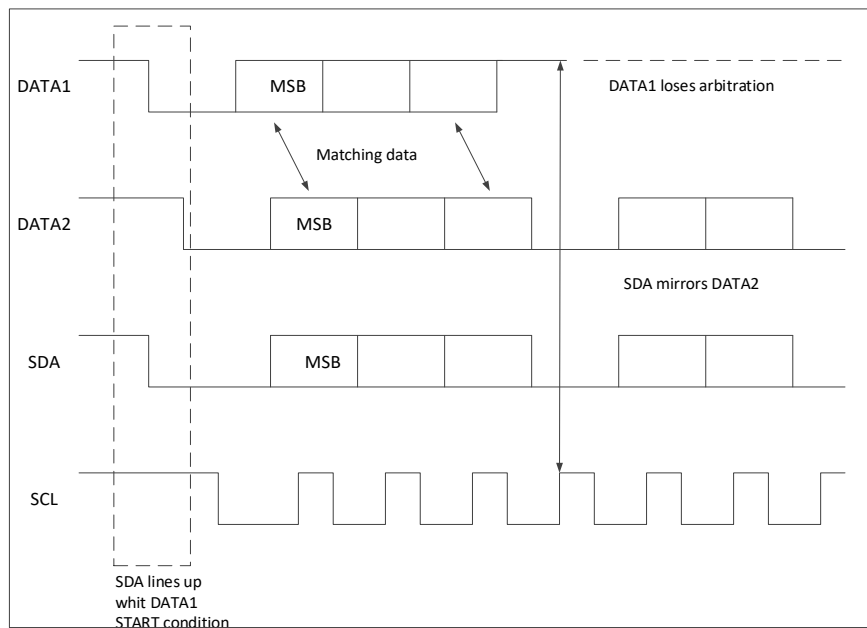 DATA1
MSB
DATA1 loses arbitration
Matching data
DATA2
MSB
SDA mirrors DATA2
SDA
MSB
SCL
SDA lines up
whit DATA1
START condition